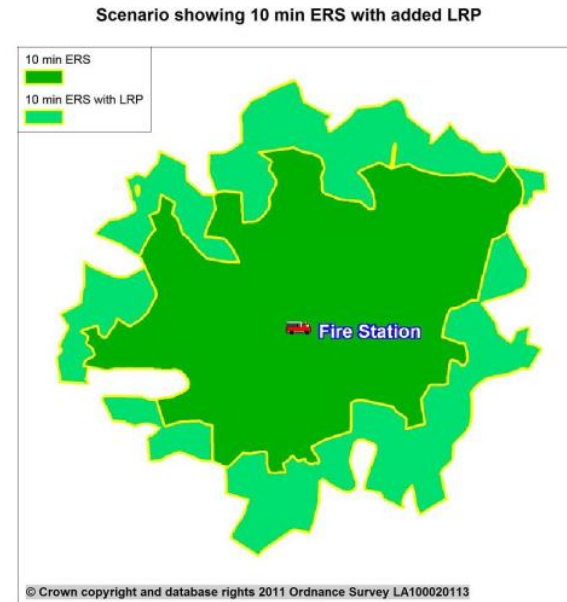 Scenario showing 10 min ERS with added LRP
10 min ERS
10 min ERS with LRP
Fire Station
© Crown copyright and database rights 2011 Ordnance Survey LA100020113